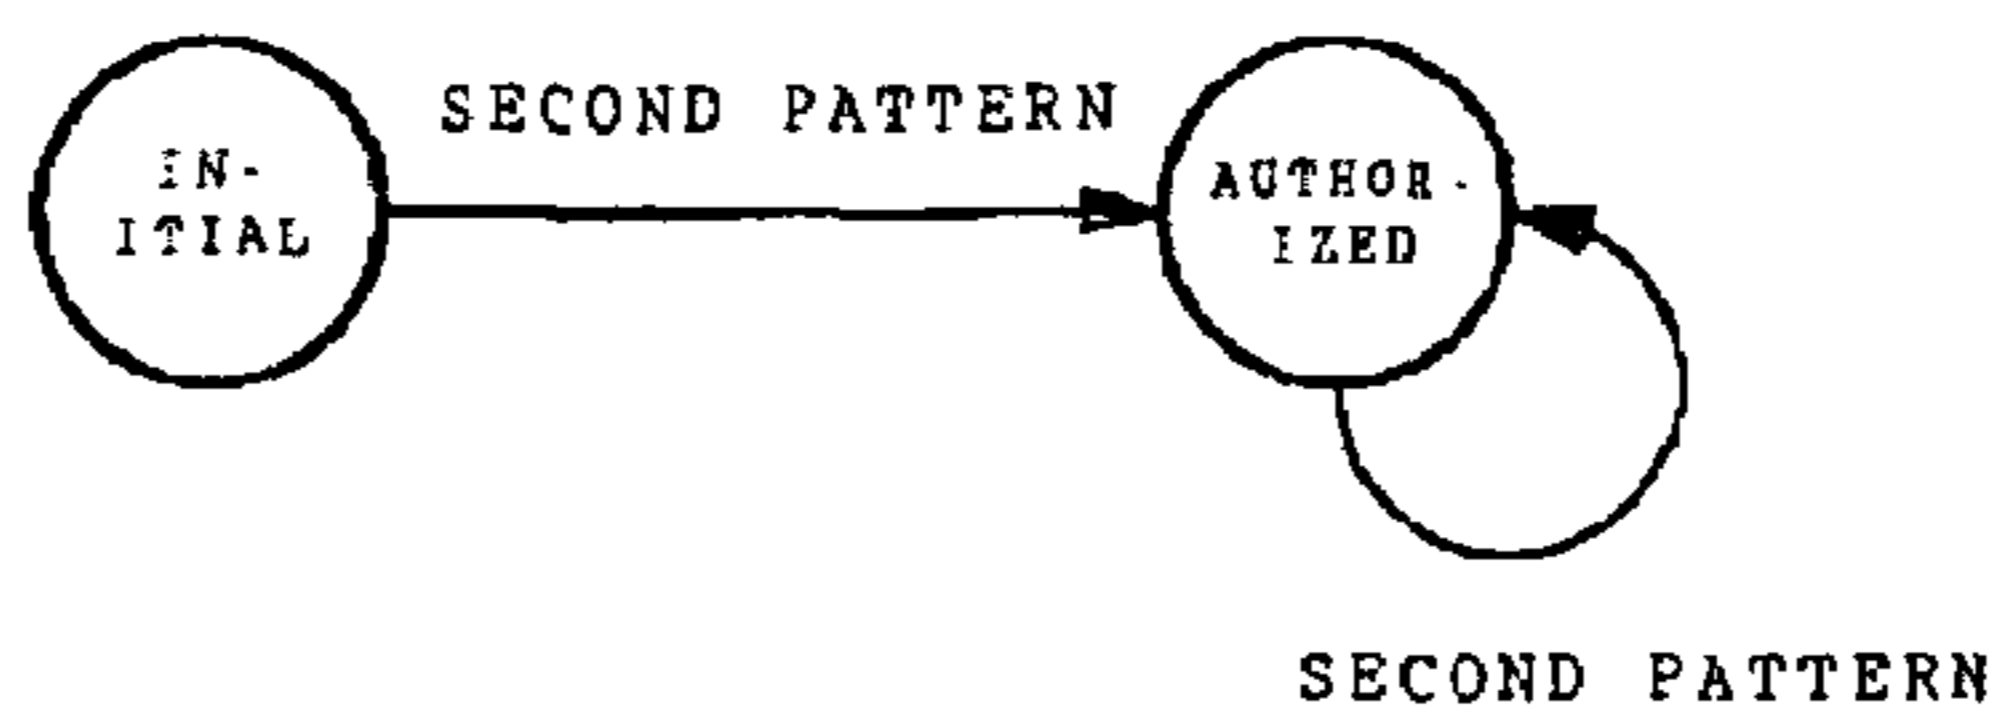 SECOND PATTERN
IN-
ITIAL
AUTHOR-
IZED
SECOND PATTERN